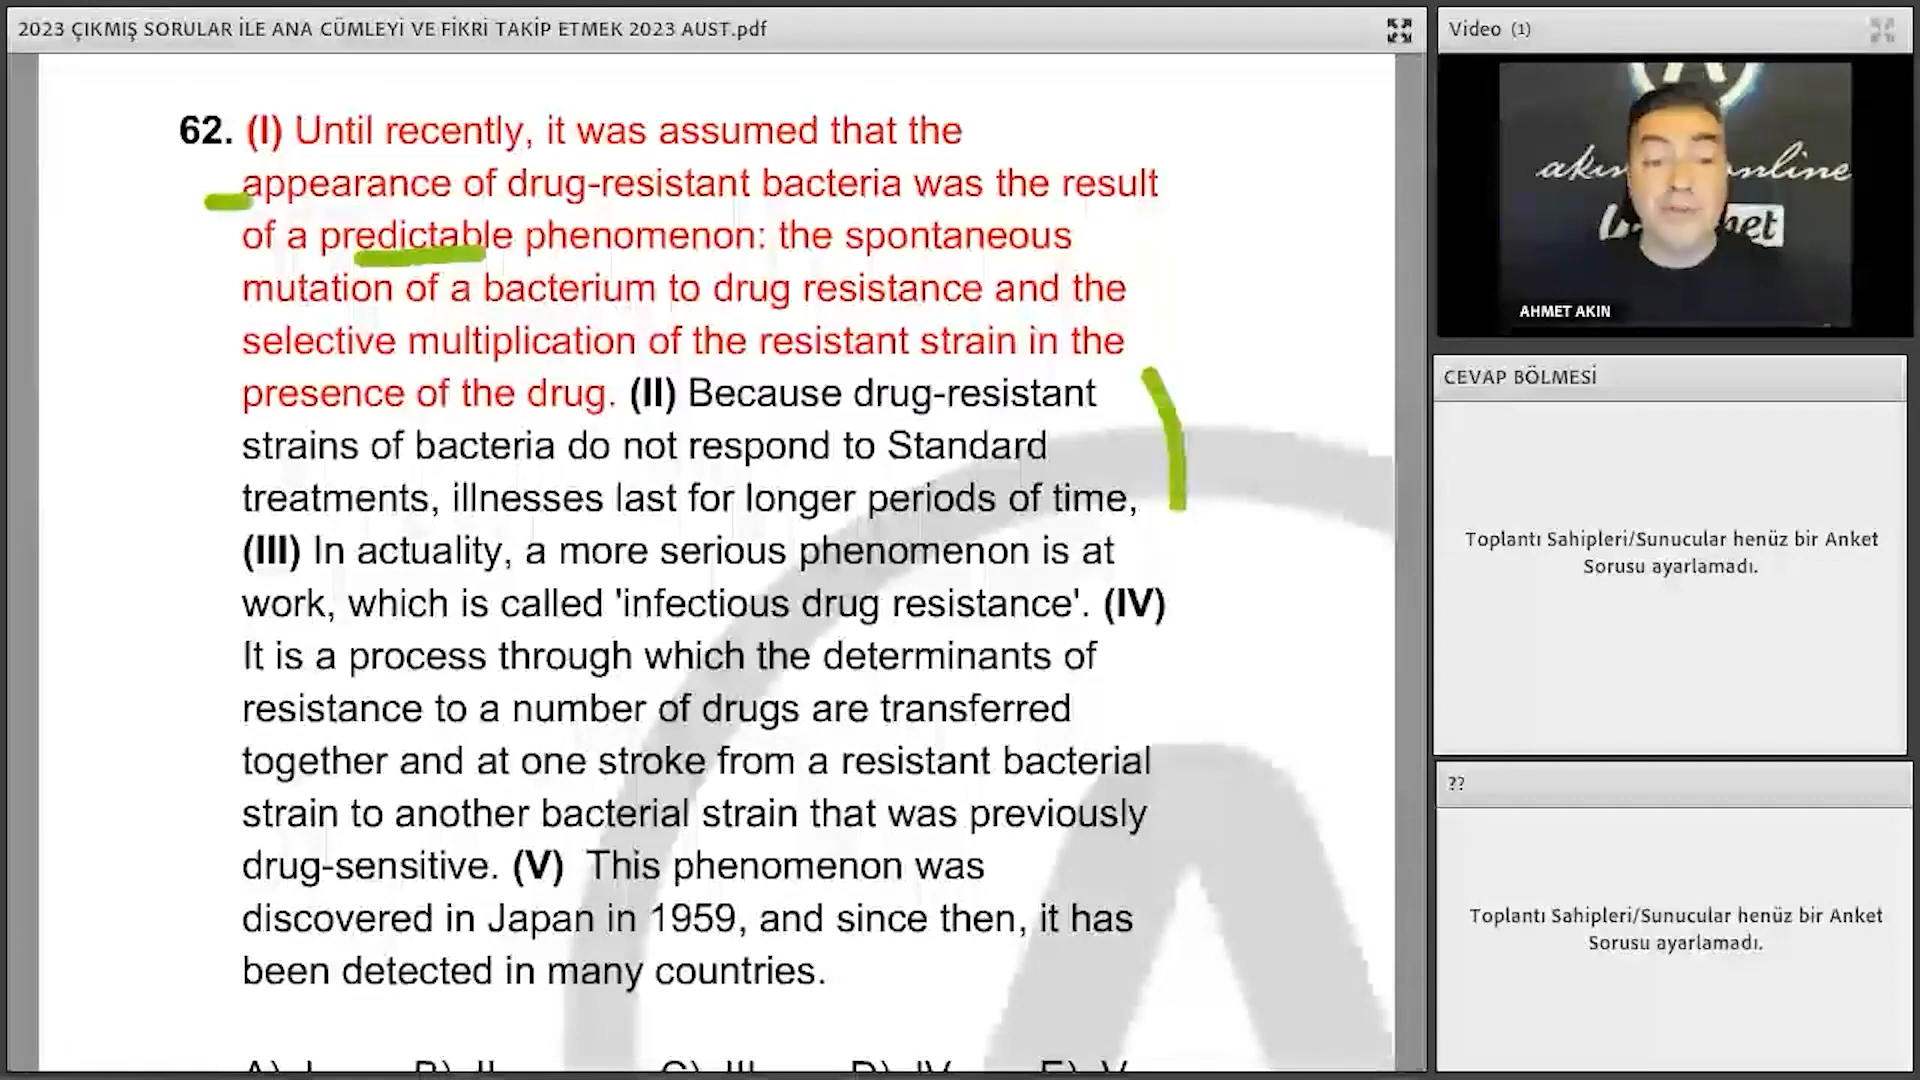 2023 ÇIKMIŞ SORULAR İLE ANA CÜMLEYİ VE FİKRİ TAKİP ETMEK 2023 AUST.pdf
62. (I) Until recently, it was assumed that the
appearance of drug-resistant bacteria was the result
of a predictable phenomenon: the spontaneous
mutation of a bacterium to drug resistance and the
selective multiplication of the resistant strain in the
presence of the drug. (II) Because drug-resistant
strains of bacteria do not respond to Standard
treatments, illnesses last for longer periods of time,
(III) In actuality, a more serious phenomenon is at
work, which is called 'infectious drug resistance'. (IV)
It is a process through which the determinants of
resistance to a number of drugs are transferred
together and at one stroke from a resistant bacterial
strain to another bacterial strain that was previously
drug-sensitive. (V) This phenomenon was
discovered in Japan in 1959, and since then, it has
been detected in many countries.
A) I B) II C) III D) IV E) V
Video (1)
AHMET AKIN
CEVAP BÖLMESİ
Toplantı Sahipleri/Sunucular henüz bir Anket
Sorusu ayarlamadı.
??
Toplantı Sahipleri/Sunucular henüz bir Anket
Sorusu ayarlamadı.